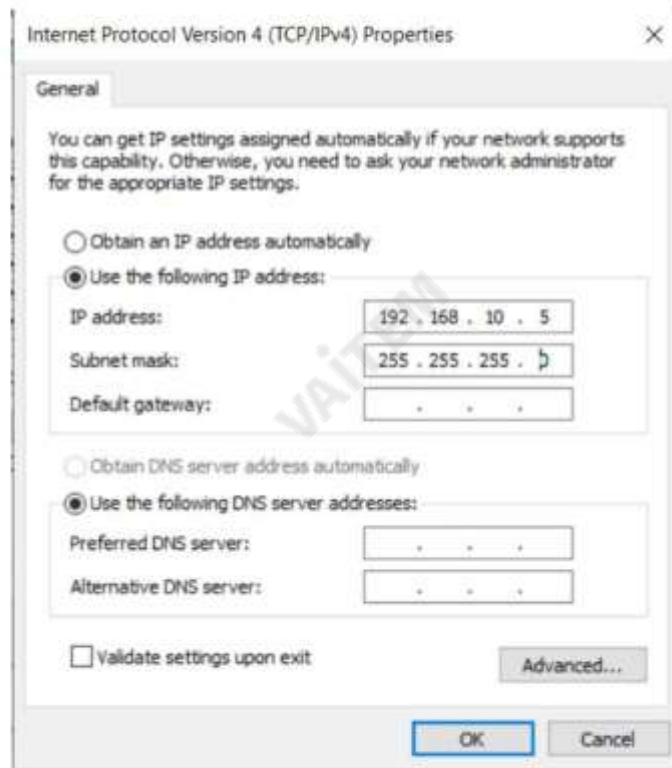 Internet Protocol Version 4 (TCP/IPv4) Properties
General
You can get IP settings assigned automatically if your network supports
this capability. Otherwise, you need to ask your network administrator
for the appropriate IP settings.
Obtain an IP address automatically
Use the following IP address:
IP address: 192 . 168 . 10 . 5
Subnet mask: 255 . 255 . 255 .
Default gateway: . . .
Obtain DNS server address automatically
Use the following DNS server addresses:
Preferred DNS server: . . .
Alternative DNS server: . . .
Validate settings upon exit
Advanced...
OK Cancel
VAİTEM